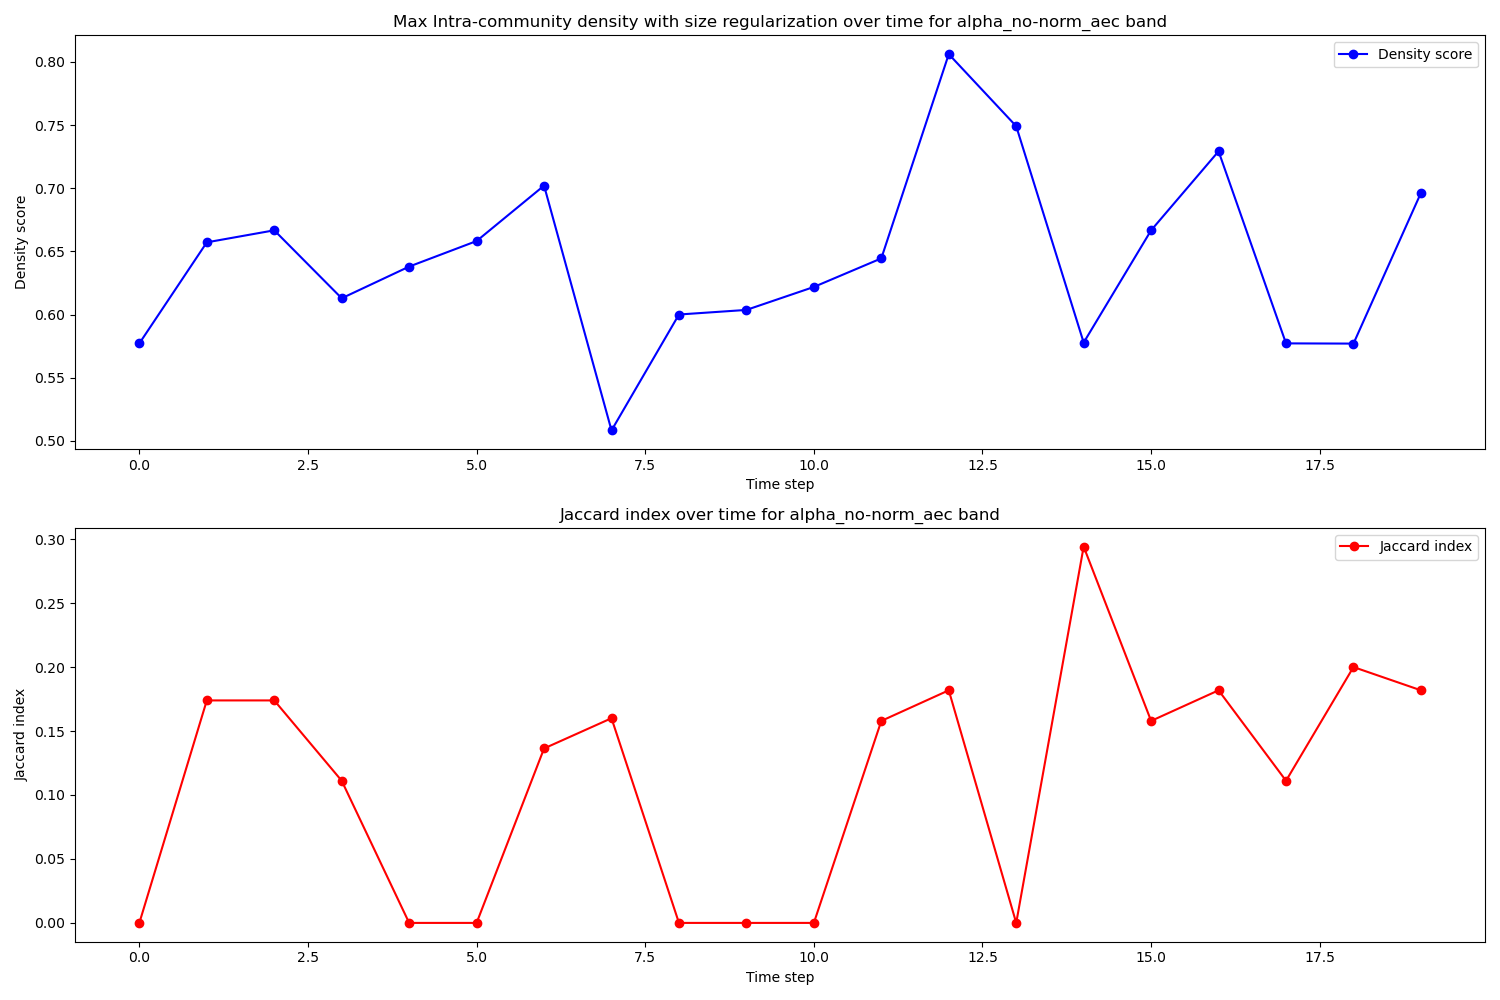 Max Intra-community density with size regularization over time for alpha_no-norm_aec band
Density score
0.80
0.75
0.70
0.65
0.60
0.55
0.50
Density score
0.0 2.5 5.0 7.5 10.0 12.5 15.0 17.5
Time step
Jaccard index over time for alpha_no-norm_aec band
Jaccard index
0.30
0.25
0.20
0.15
0.10
0.05
0.00
Jaccard index
0.0 2.5 5.0 7.5 10.0 12.5 15.0 17.5
Time step